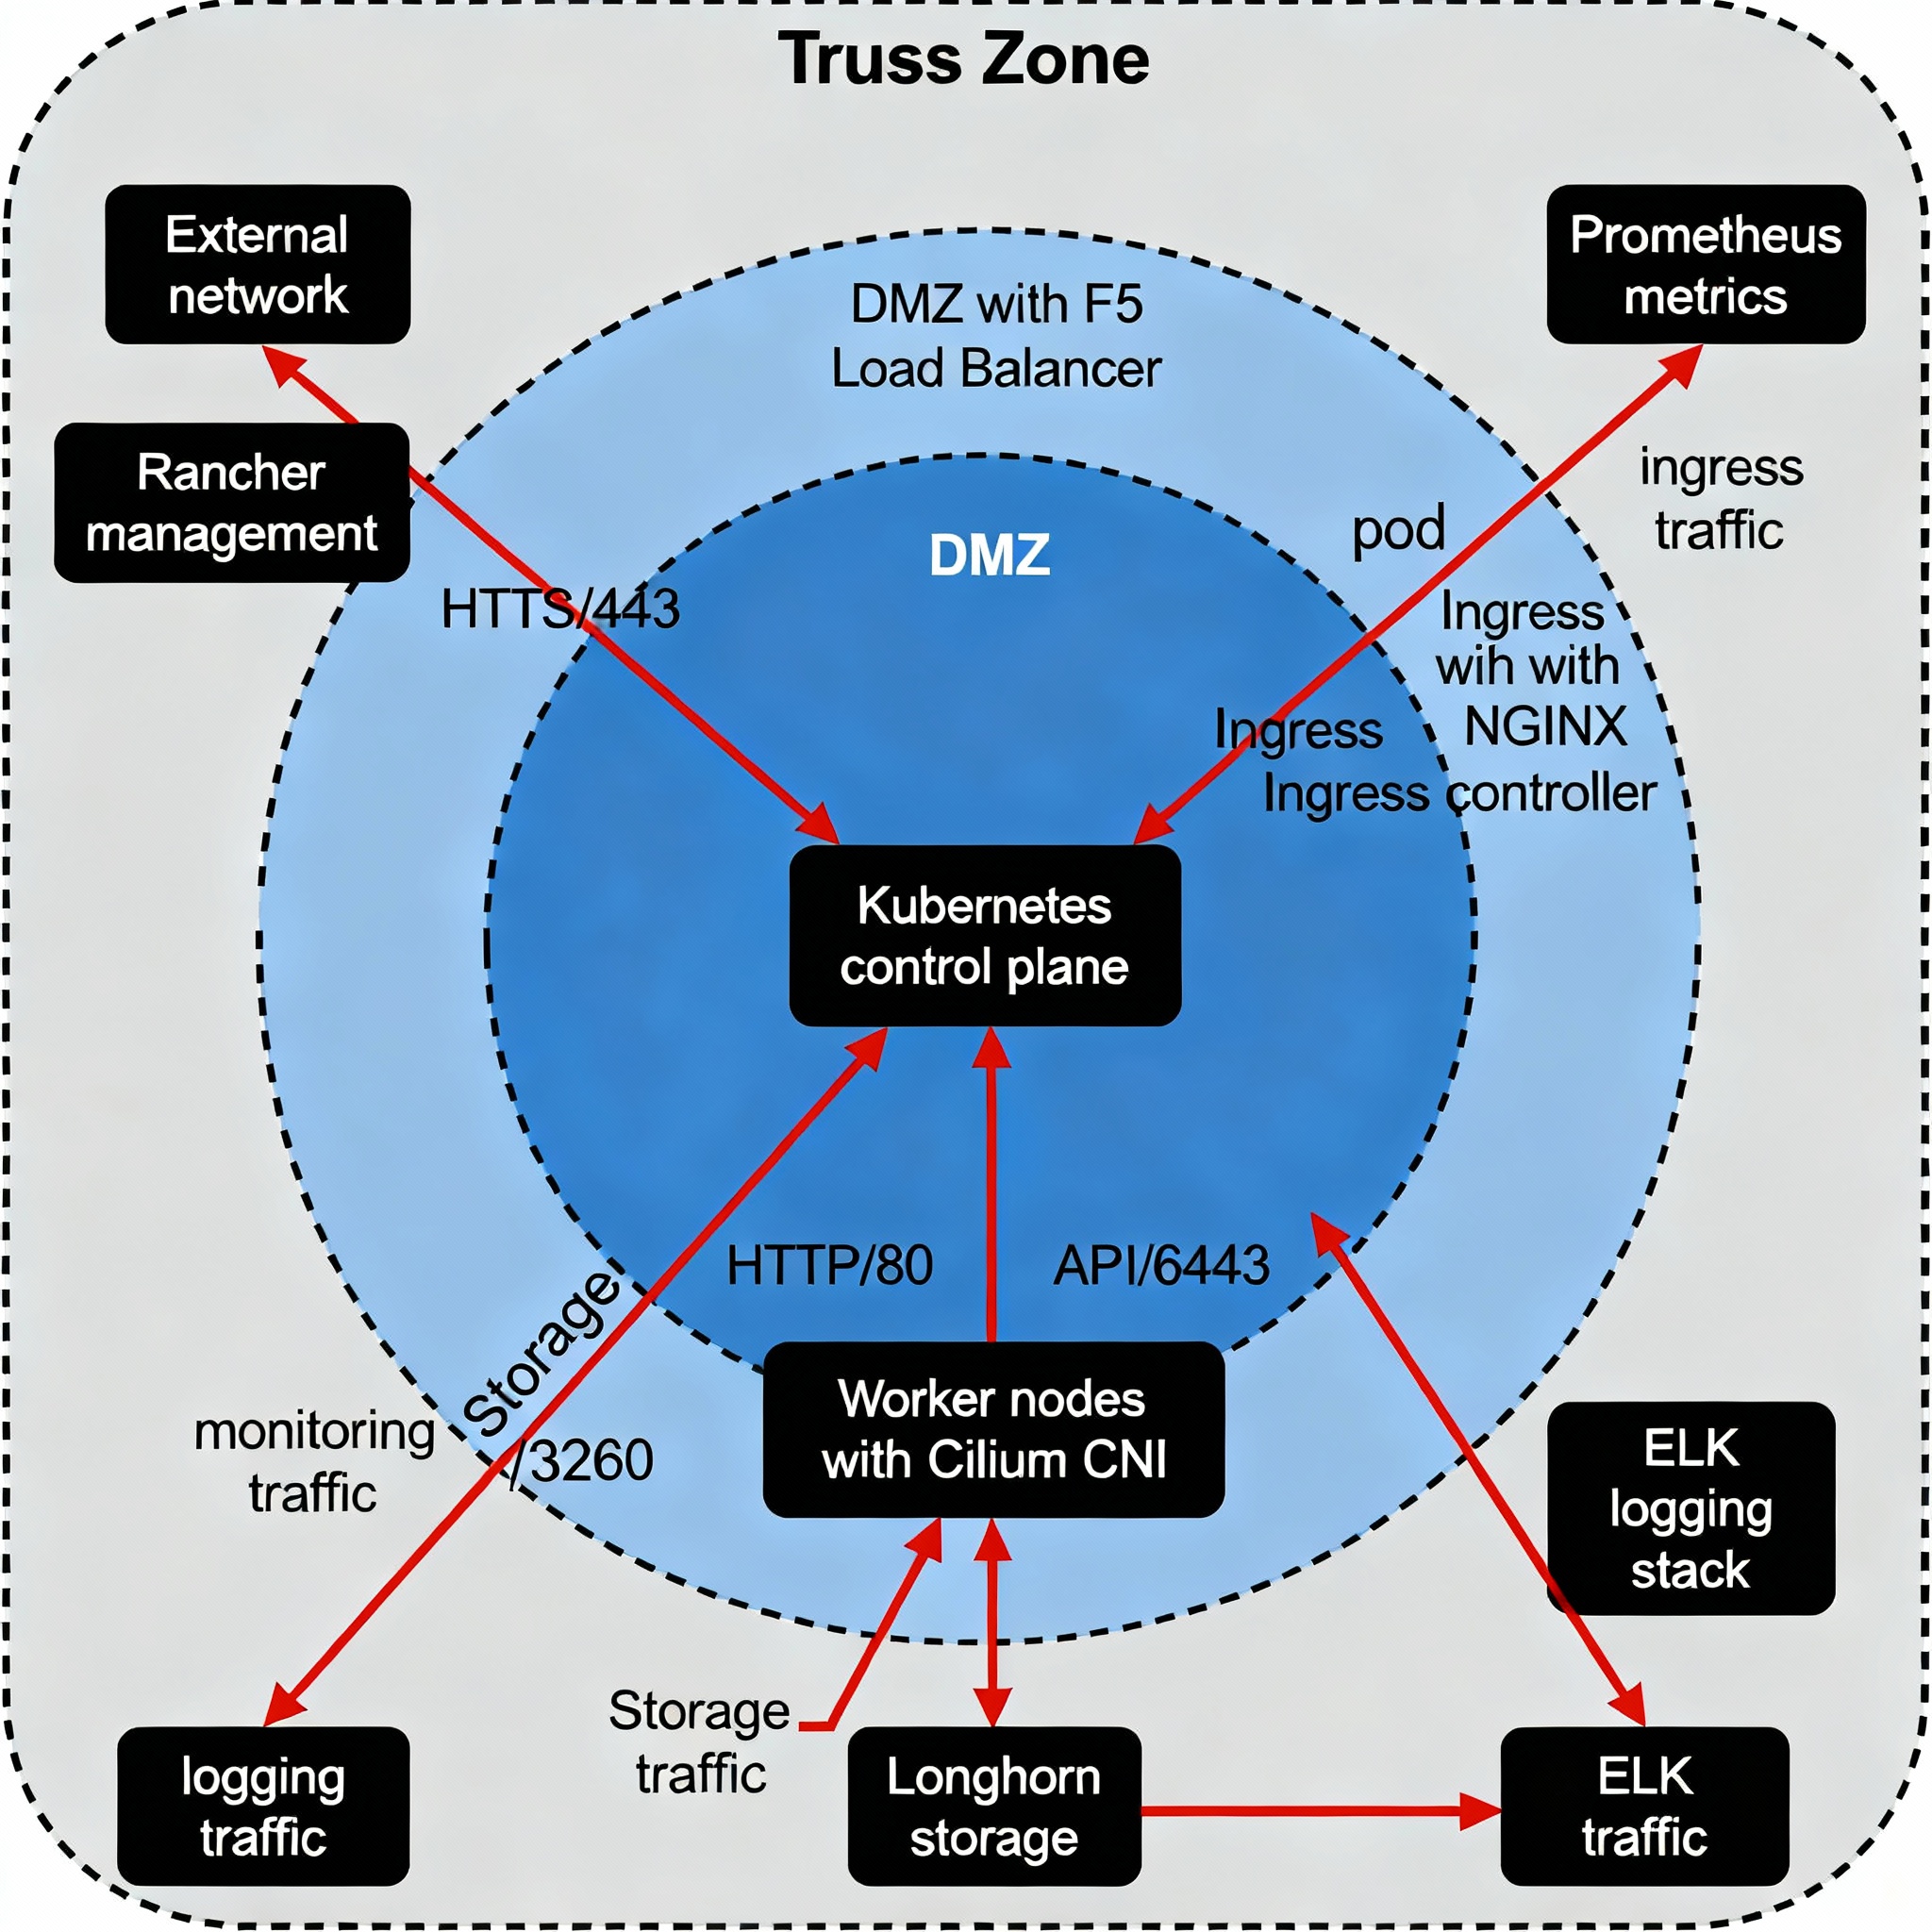 Truss Zone
External
network
Prometheus
metrics
DMZ with F5
Load Balancer
Rancher
management
ingress
traffic
pod
DMZ
HTTS/443
Ingress
wih with
NGINX
Ingress
Ingress controller
Kubernetes
control plane
HTTP/80
API/6443
Storage
/3260
monitoring
traffic
Worker nodes
with Cilium CNI
ELK
logging
stack
Storage
traffic
logging
traffic
Longhorn
storage
ELK
traffic